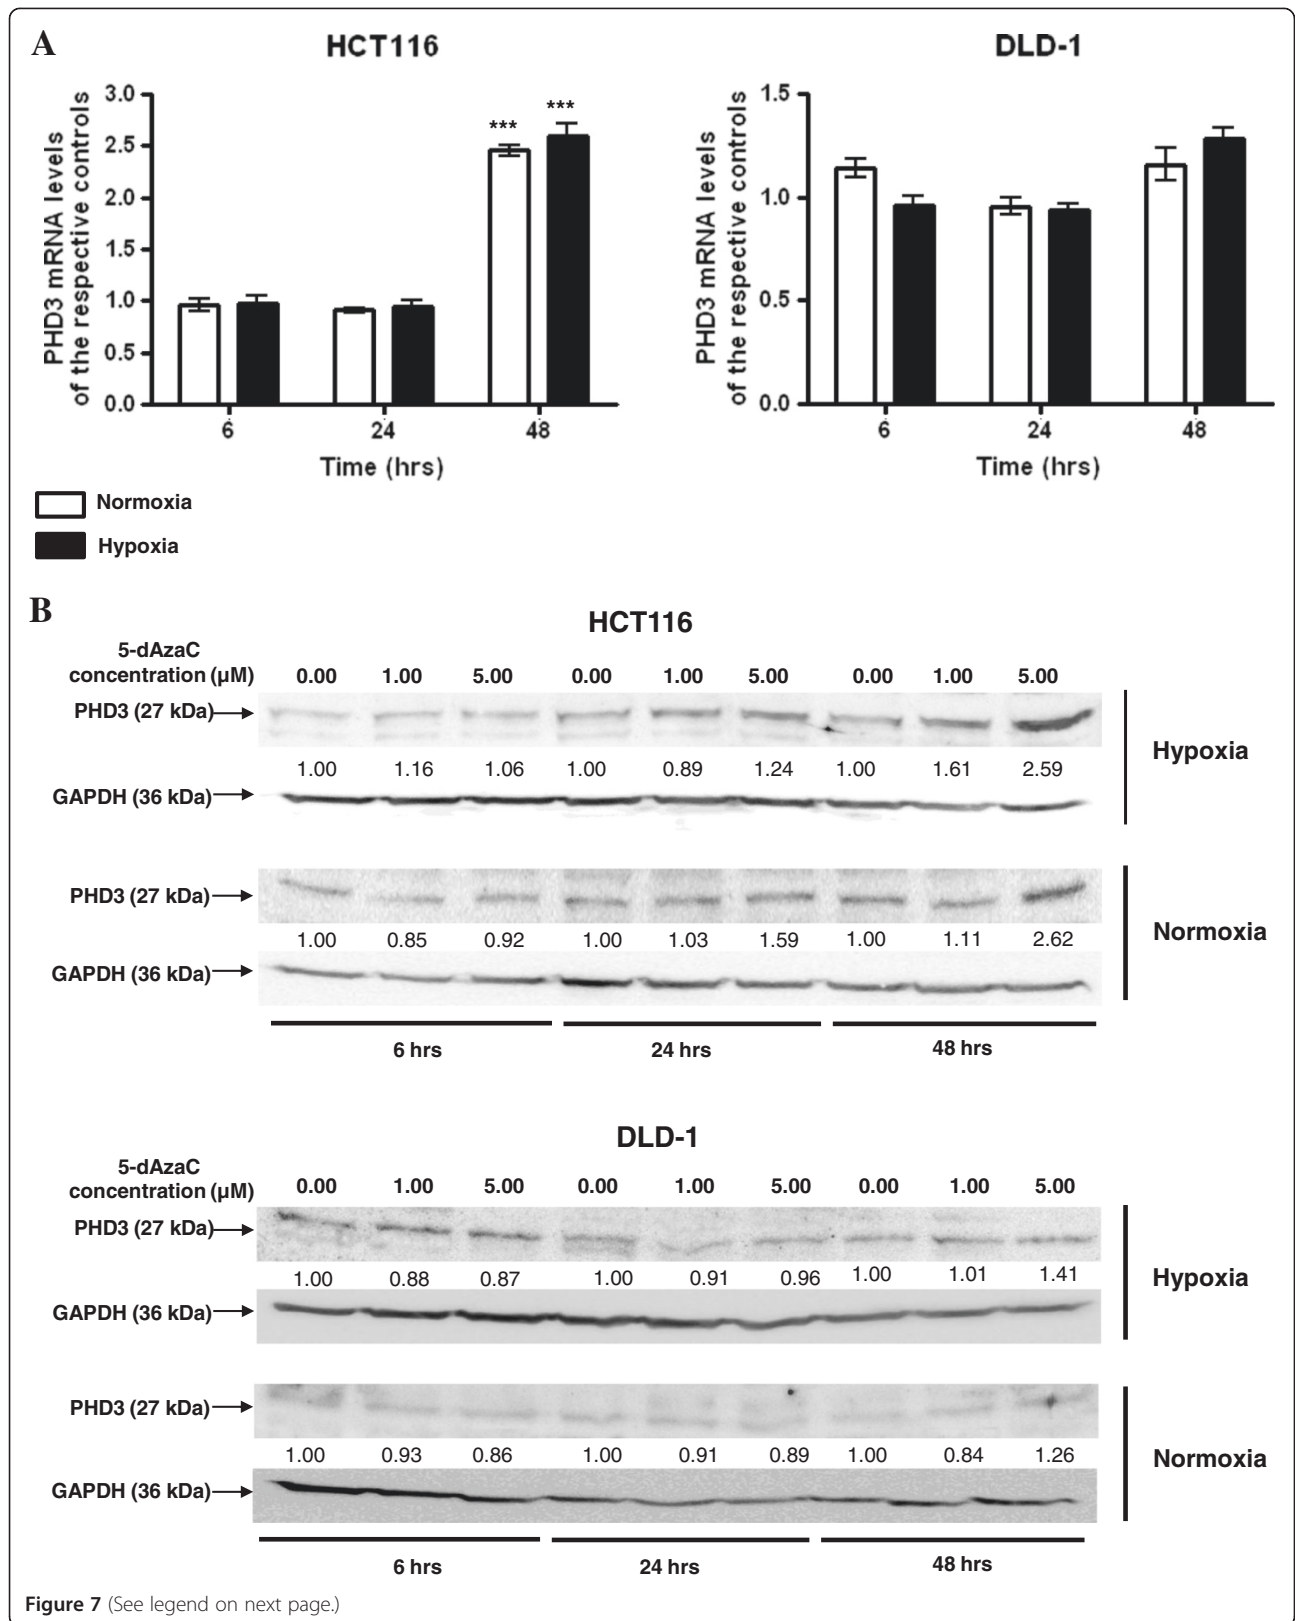 A
HCT116
DLD-1
PHD3 mRNA levels
of the respective controls
3.0
2.5
2.0
1.5
1.0
0.5
0.0
***
***
6
24
48
Time (hrs)
PHD3 mRNA levels
of the respective controls
1.5
1.0
0.5
0.0
6
24
48
Time (hrs)
Normoxia
Hypoxia
B
HCT116
5-dAzaC
concentration (µM)
0.00 1.00 5.00 0.00 1.00 5.00 0.00 1.00 5.00
PHD3 (27 kDa)
1.00 1.16 1.06 1.00 0.89 1.24 1.00 1.61 2.59
GAPDH (36 kDa)
Hypoxia
PHD3 (27 kDa)
1.00 0.85 0.92 1.00 1.03 1.59 1.00 1.11 2.62
GAPDH (36 kDa)
Normoxia
6 hrs 24 hrs 48 hrs
DLD-1
5-dAzaC
concentration (µM)
0.00 1.00 5.00 0.00 1.00 5.00 0.00 1.00 5.00
PHD3 (27 kDa)
1.00 0.88 0.87 1.00 0.91 0.96 1.00 1.01 1.41
GAPDH (36 kDa)
Hypoxia
PHD3 (27 kDa)
1.00 0.93 0.86 1.00 0.91 0.89 1.00 0.84 1.26
GAPDH (36 kDa)
Normoxia
6 hrs 24 hrs 48 hrs
Figure 7 (See legend on next page.)